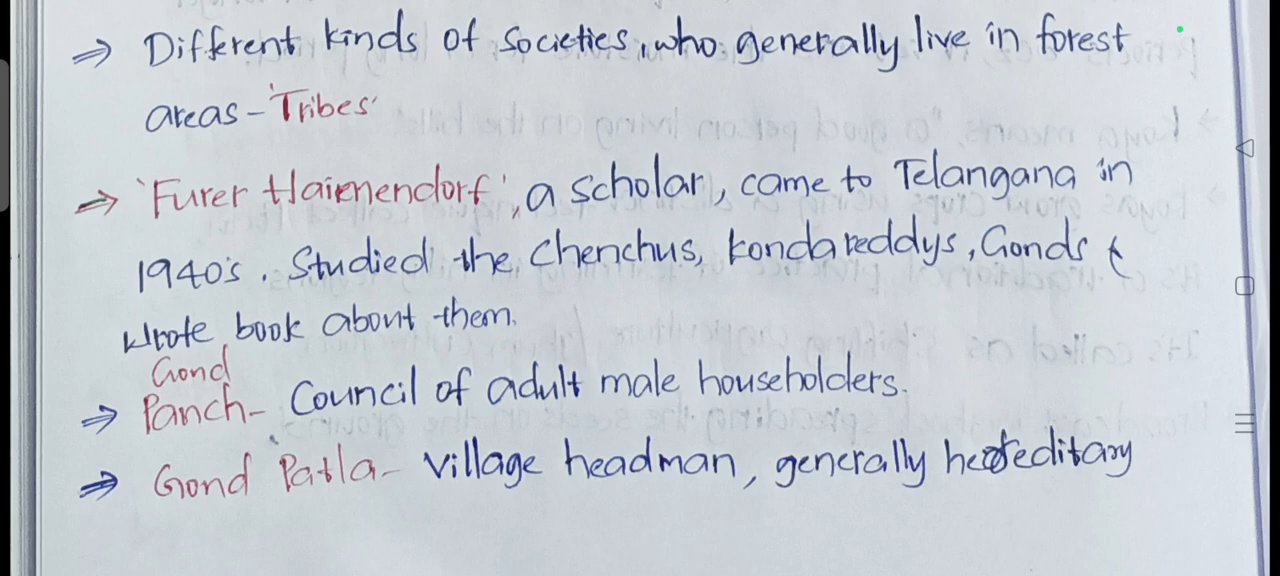 ⇒ Different kinds of societies, who generally live in forest
areas - 'Tribes'
⇒ 'Furer Haimendorf', a scholar, came to Telangana in
1940's. Studied the Chenchus, kondareddys, Gonds &
wrote book about them.
Gond
⇒ Panch - Council of adult male householders.
⇒ Gond Patla - village headman, generally hereditary